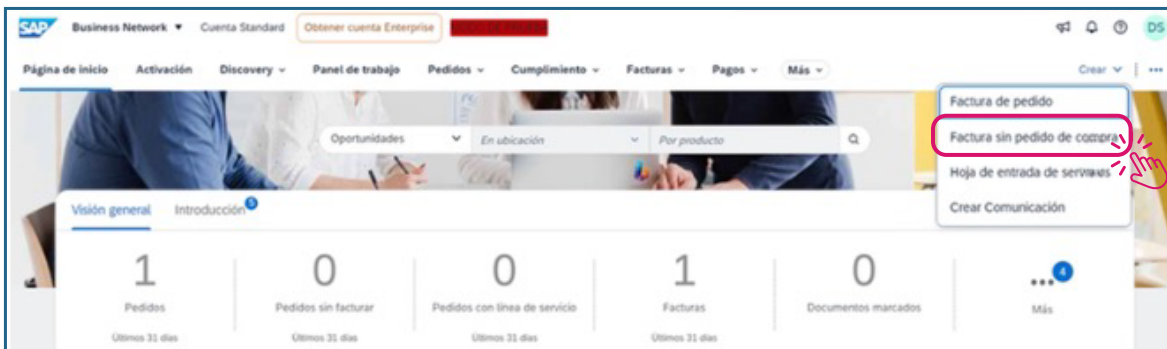 SAP Business Network Cuenta Standard Obtener cuenta Enterprise DS
Página de inicio Activación Discovery Panel de trabajo Pedidos Cumplimiento Facturas Pagos Más Crear
Factura de pedido
Factura sin pedido de compra
Hoja de entrada de servicios
Crear Comunicación
Oportunidades En ubicación Por producto
Visión general Introducción 5
1 0 0 1 0 ... 4
Pedidos Pedidos sin facturar Pedidos con línea de servicio Facturas Documentos marcados Más
Últimos 31 días Últimos 31 días Últimos 31 días Últimos 31 días